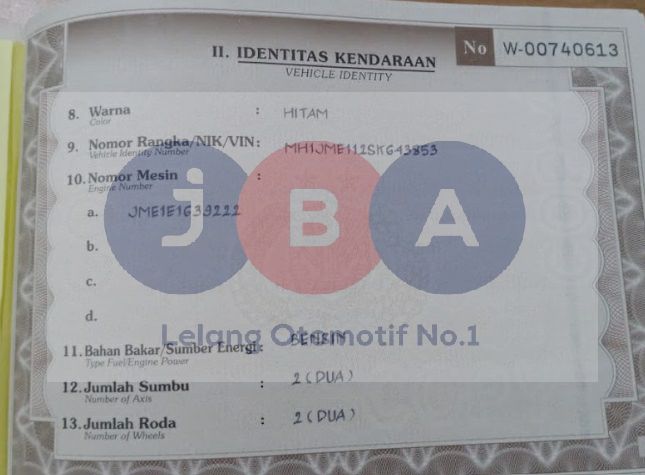 II. IDENTITAS KENDARAAN
VEHICLE IDENTITY
No W-00740613
8. Warna : HITAM
Color
9. Nomor Rangka/NIK/VIN: MH1JME112SK643853
Vehicle Identity Number
10. Nomor Mesin :
Engine Number
a. JME1E1639222
b.
c.
d.
JBA
Lelang Otomotif No.1
11. Bahan Bakar/Sumber Energi: BENSIN
Type Fuel/Engine Power
12. Jumlah Sumbu : 2 (DUA)
Number of Axis
13. Jumlah Roda : 2 (DUA)
Number of Wheels